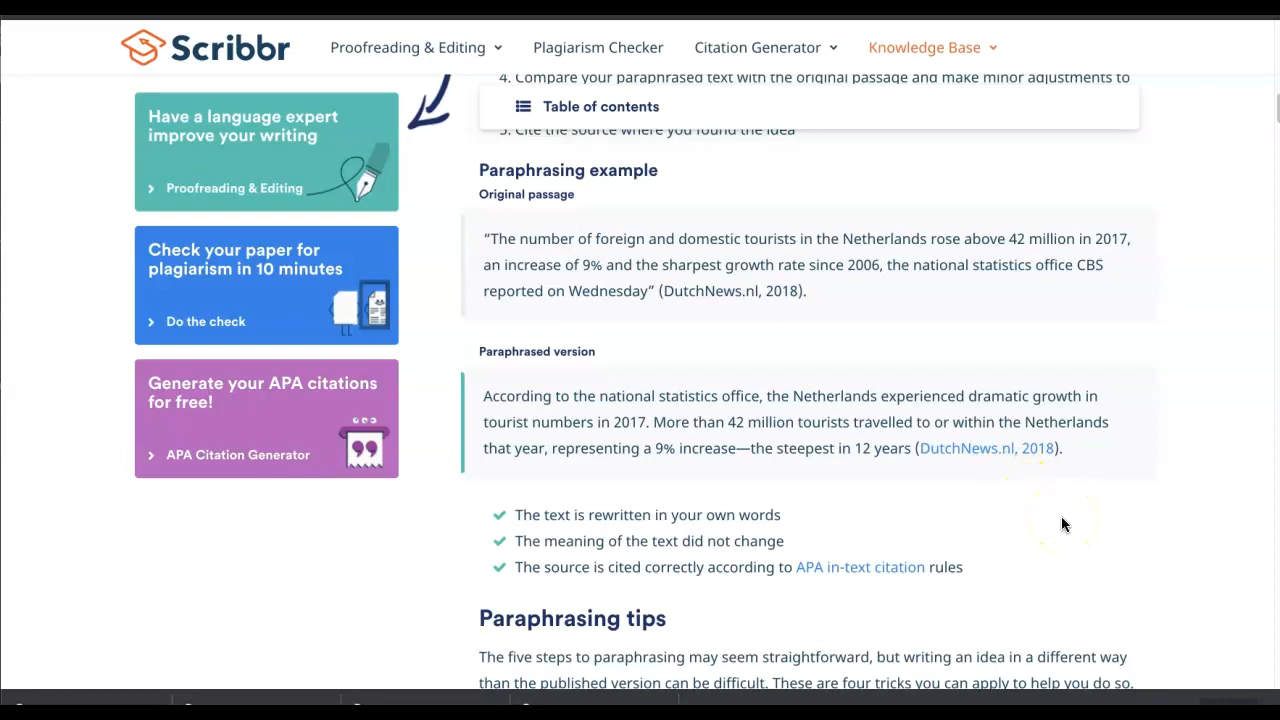 Scribbr
Proofreading & Editing
Plagiarism Checker
Citation Generator
Knowledge Base
4. Compare your paraphrased text with the original passage and make minor adjustments to
Table of contents
5. Cite the source where you found the idea
Have a language expert
improve your writing
Proofreading & Editing
Check your paper for
plagiarism in 10 minutes
Do the check
Generate your APA citations
for free!
APA Citation Generator
Paraphrasing example
Original passage
“The number of foreign and domestic tourists in the Netherlands rose above 42 million in 2017,
an increase of 9% and the sharpest growth rate since 2006, the national statistics office CBS
reported on Wednesday” (DutchNews.nl, 2018).
Paraphrased version
According to the national statistics office, the Netherlands experienced dramatic growth in
tourist numbers in 2017. More than 42 million tourists travelled to or within the Netherlands
that year, representing a 9% increase—the steepest in 12 years (DutchNews.nl, 2018).
The text is rewritten in your own words
The meaning of the text did not change
The source is cited correctly according to APA in-text citation rules
Paraphrasing tips
The five steps to paraphrasing may seem straightforward, but writing an idea in a different way
than the published version can be difficult. These are four tricks you can apply to help you do so.